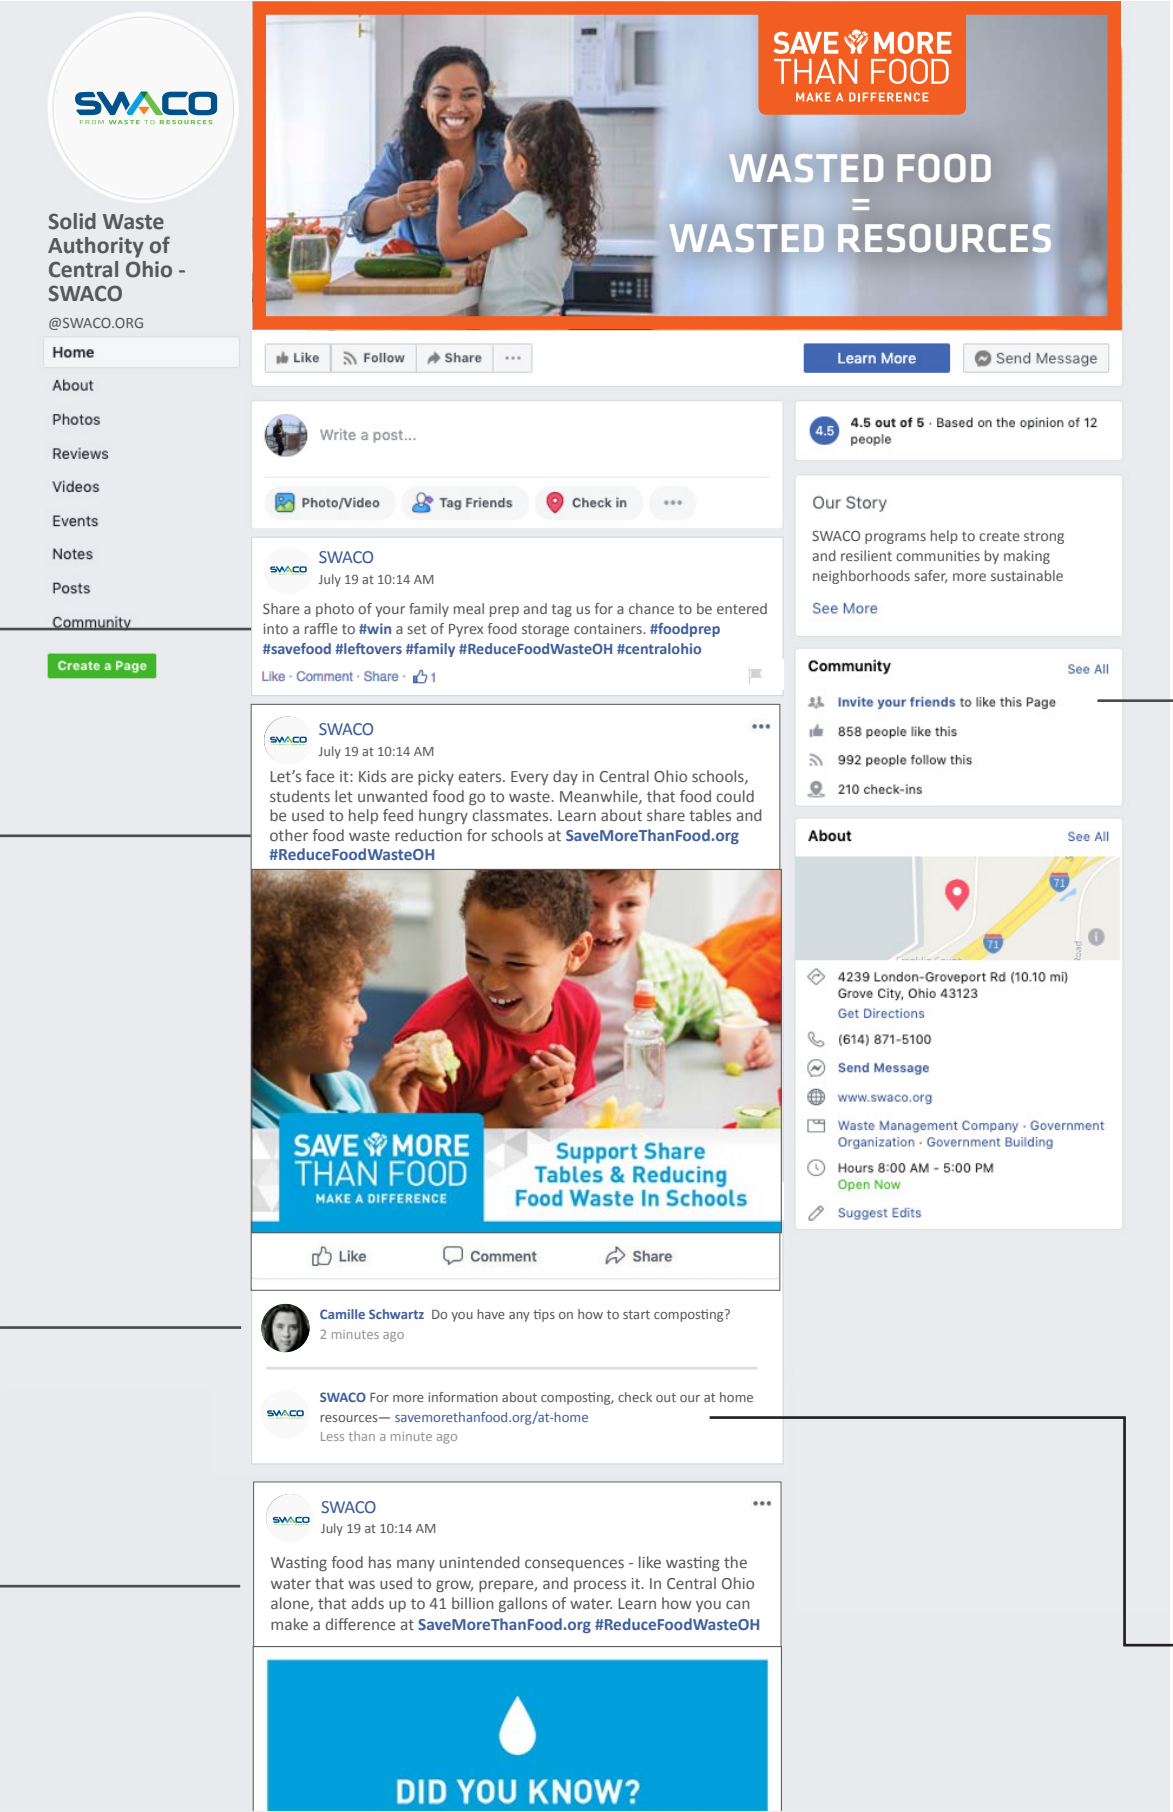 SWACO
FROM WASTE TO RESOURCES
Solid Waste
Authority of
Central Ohio -
SWACO
@SWACO.ORG
Home
About
Photos
Reviews
Videos
Events
Notes
Posts
Community
Create a Page
SAVE MORE
THAN FOOD
MAKE A DIFFERENCE
WASTED FOOD
=
WASTED RESOURCES
Like
Follow
Share
Learn More
Send Message
Write a post...
Photo/Video
Tag Friends
Check in
SWACO
SWACO
July 19 at 10:14 AM
Share a photo of your family meal prep and tag us for a chance to be entered
into a raffle to #win a set of Pyrex food storage containers. #foodprep
#savefood #leftovers #family #ReduceFoodWasteOH #centralohio
Like · Comment · Share · 1
SWACO
SWACO
July 19 at 10:14 AM
Let's face it: Kids are picky eaters. Every day in Central Ohio schools,
students let unwanted food go to waste. Meanwhile, that food could
be used to help feed hungry classmates. Learn about share tables and
other food waste reduction for schools at SaveMoreThanFood.org
#ReduceFoodWasteOH
SAVE MORE
THAN FOOD
MAKE A DIFFERENCE
Support Share
Tables & Reducing
Food Waste In Schools
Like
Comment
Share
Camille Schwartz Do you have any tips on how to start composting?
2 minutes ago
SWACO
SWACO For more information about composting, check out our at home
resources— savemorethanfood.org/at-home
Less than a minute ago
SWACO
SWACO
July 19 at 10:14 AM
Wasting food has many unintended consequences - like wasting the
water that was used to grow, prepare, and process it. In Central Ohio
alone, that adds up to 41 billion gallons of water. Learn how you can
make a difference at SaveMoreThanFood.org #ReduceFoodWasteOH
DID YOU KNOW?
4.5
4.5 out of 5 · Based on the opinion of 12
people
Our Story
SWACO programs help to create strong
and resilient communities by making
neighborhoods safer, more sustainable
See More
Community
See All
Invite your friends to like this Page
858 people like this
992 people follow this
210 check-ins
About
See All
71
71
4239 London-Groveport Rd (10.10 mi)
Grove City, Ohio 43123
Get Directions
(614) 871-5100
Send Message
www.swaco.org
Waste Management Company · Government
Organization · Government Building
Hours 8:00 AM - 5:00 PM
Open Now
Suggest Edits